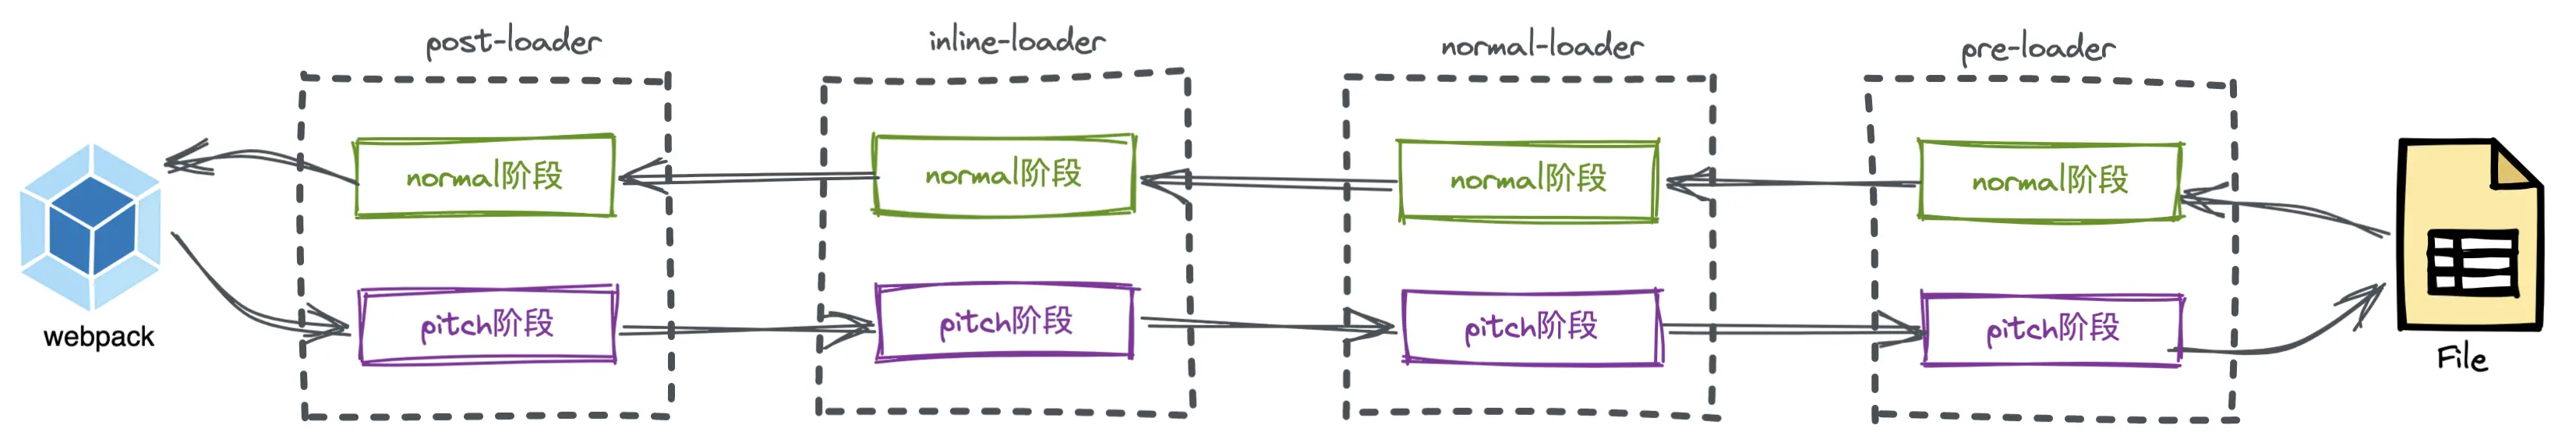 post-loader
inline-loader
normal-loader
pre-loader
normal阶段
normal阶段
normal阶段
normal阶段
pitch阶段
pitch阶段
pitch阶段
pitch阶段
webpack
File